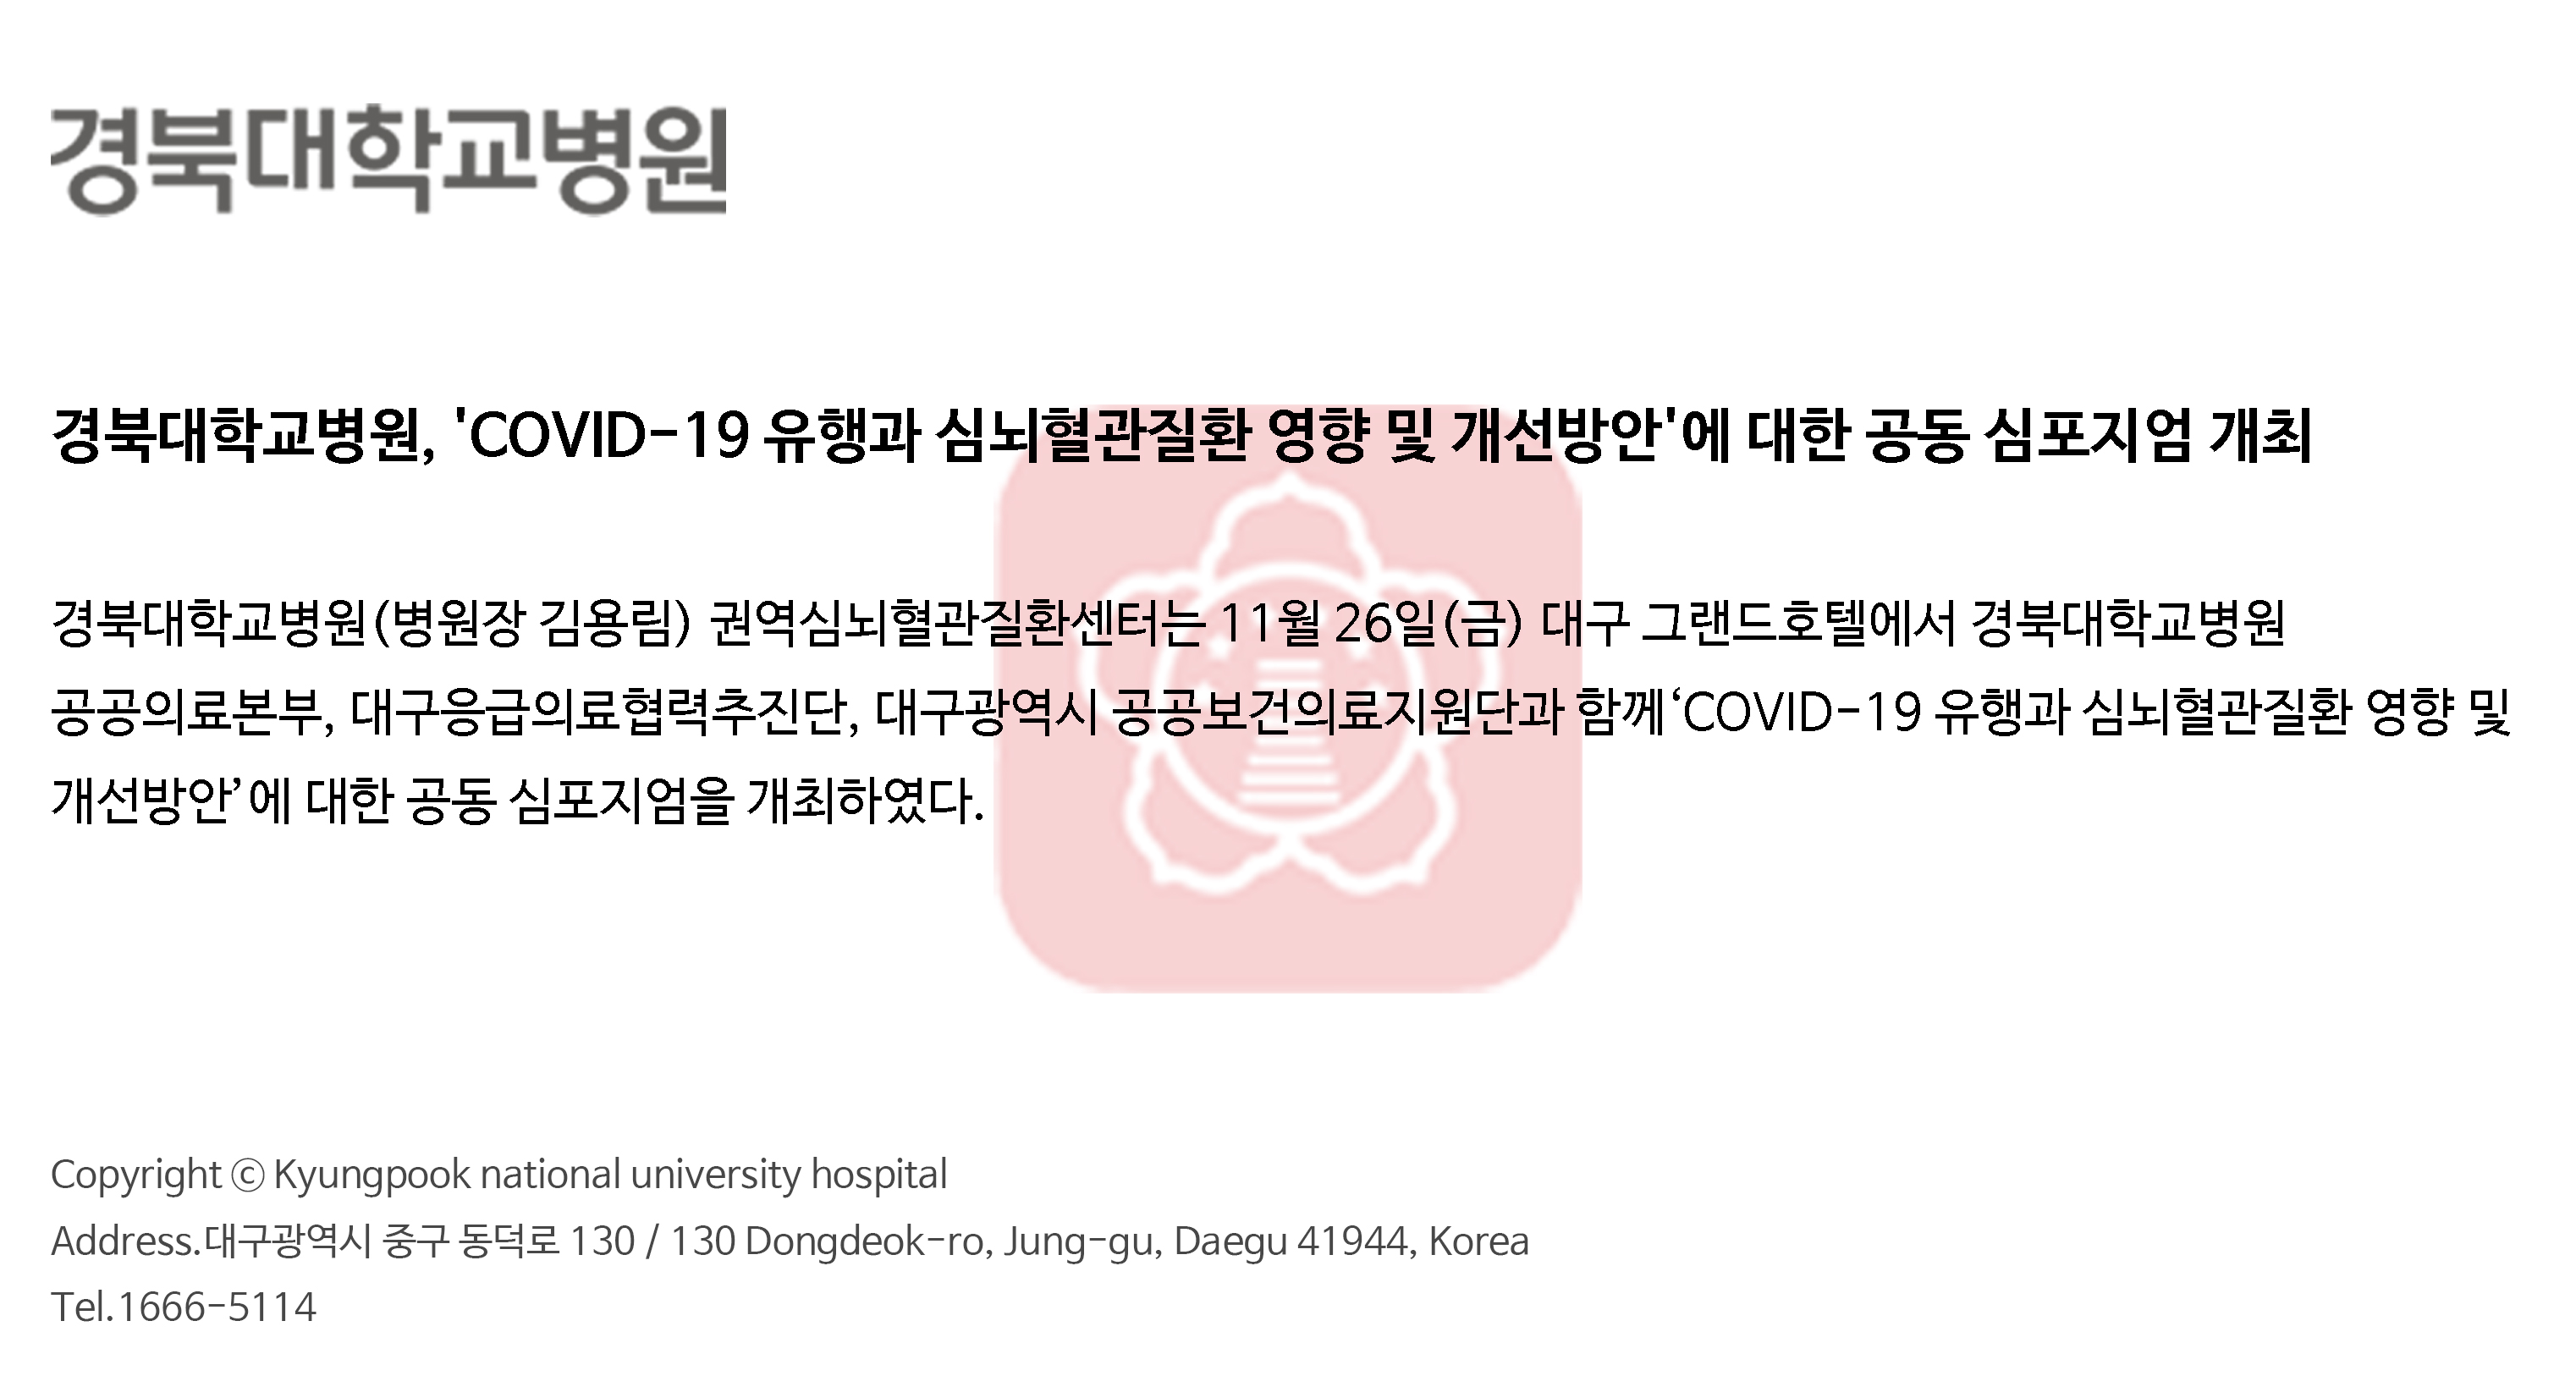 경북대학교병원
경북대학교병원, 'COVID-19 유행과 심뇌혈관질환 영향 및 개선방안'에 대한 공동 심포지엄 개최
경북대학교병원(병원장 김용림) 권역심뇌혈관질환센터는 11월 26일(금) 대구 그랜드호텔에서 경북대학교병원
공공의료본부, 대구응급의료협력추진단, 대구광역시 공공보건의료지원단과 함께‘COVID-19 유행과 심뇌혈관질환 영향 및
개선방안’에 대한 공동 심포지엄을 개최하였다.
Copyright ⓒ Kyungpook national university hospital
Address.대구광역시 중구 동덕로 130 / 130 Dongdeok-ro, Jung-gu, Daegu 41944, Korea
Tel.1666-5114